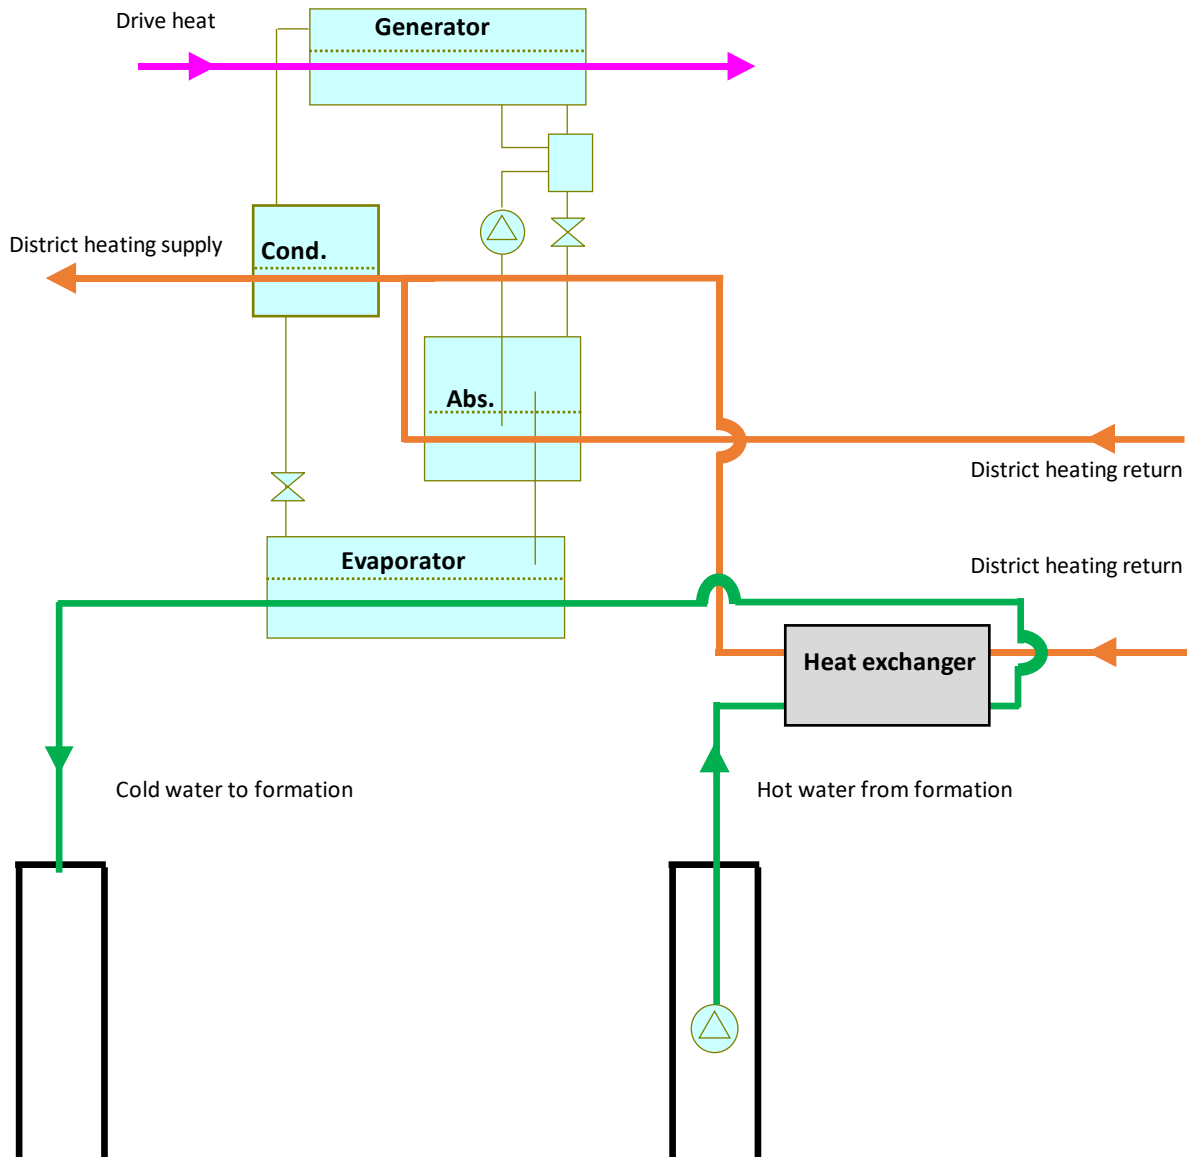 Drive heat
Generator
District heating supply
Cond.
Abs.
District heating return
Evaporator
District heating return
Heat exchanger
Cold water to formation
Hot water from formation